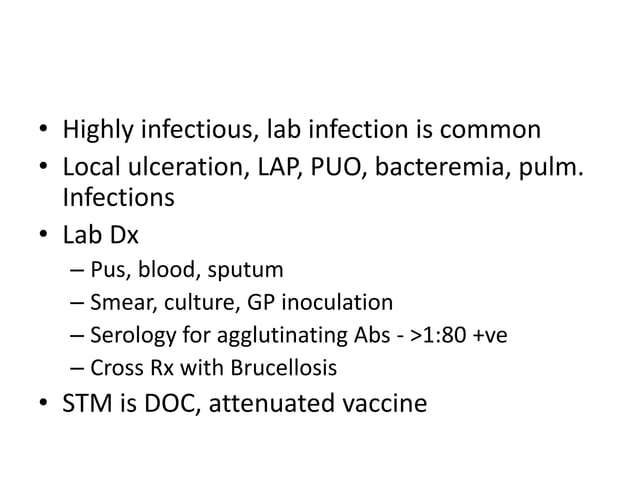 • Highly infectious, lab infection is common
• Local ulceration, LAP, PUO, bacteremia, pulm.
Infections
• Lab Dx
– Pus, blood, sputum
– Smear, culture, GP inoculation
– Serology for agglutinating Abs - >1:80 +ve
– Cross Rx with Brucellosis
• STM is DOC, attenuated vaccine